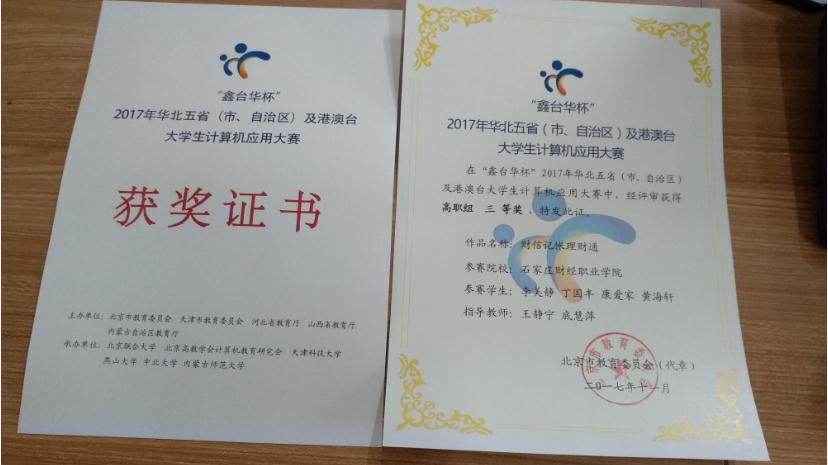 “鑫台华杯”
2017年华北五省（市、自治区）及港澳台
大学生计算机应用大赛
获奖证书
主办单位：北京市教育委员会 天津市教育委员会 河北省教育厅 山西省教育厅
内蒙古自治区教育厅
承办单位：北京联合大学 北京高教学会计算机教育研究会 天津科技大学
燕山大学 中北大学 内蒙古师范大学
“鑫台华杯”
2017年华北五省（市、自治区）及港澳台
大学生计算机应用大赛
在“鑫台华杯”2017年华北五省（市、自治区）
及港澳台大学生计算机应用大赛中，经评审获得
高职组 三 等奖，特发此证。
作品名称：财信记帐理财通
参赛院校：石家庄财经职业学院
参赛学生：李美静 丁国丰 康爱家 黄海轩
指导教师：王静宁 底慧萍
北京市教育委员会（代章）
二〇一七年十一月